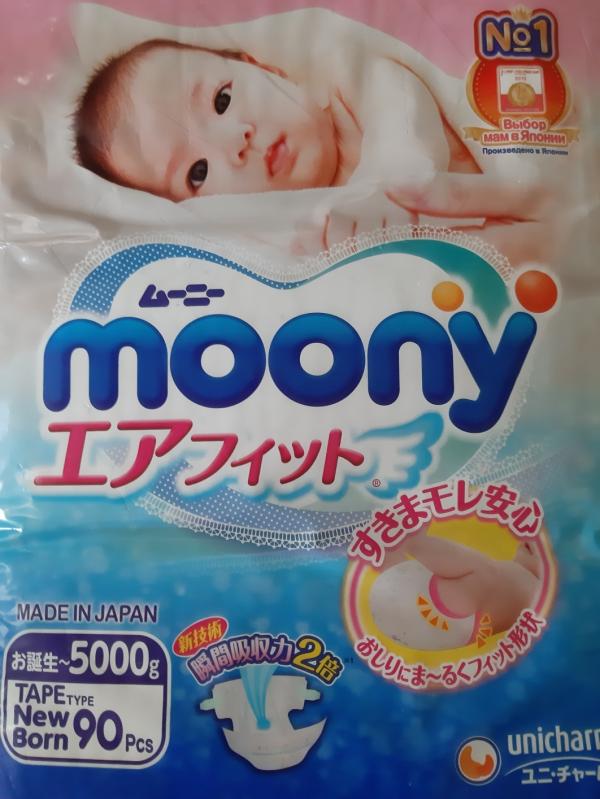 №1
Выбор
мам в Японии
Произведено в Японии
ムーニー
moony
エアフィット
®
すきまモレ安心
おしりにま〜るくフィット形状
MADE IN JAPAN
お誕生~5000g
TAPE TYPE
New
Born 90 Pcs
新技術
瞬間吸収力2倍
※1
unicharm
ユニ・チャーム